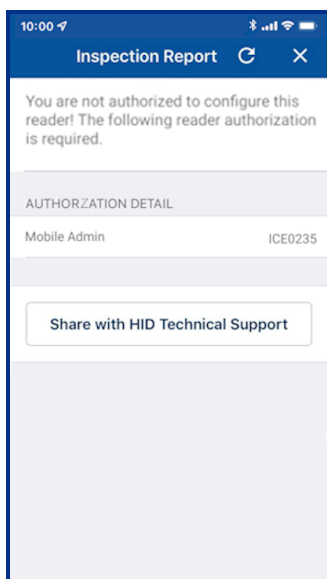 10:00
Inspection Report
You are not authorized to configure this
reader! The following reader authorization
is required.
AUTHORZATION DETAIL
Mobile Admin ICE0235
Share with HID Technical Support